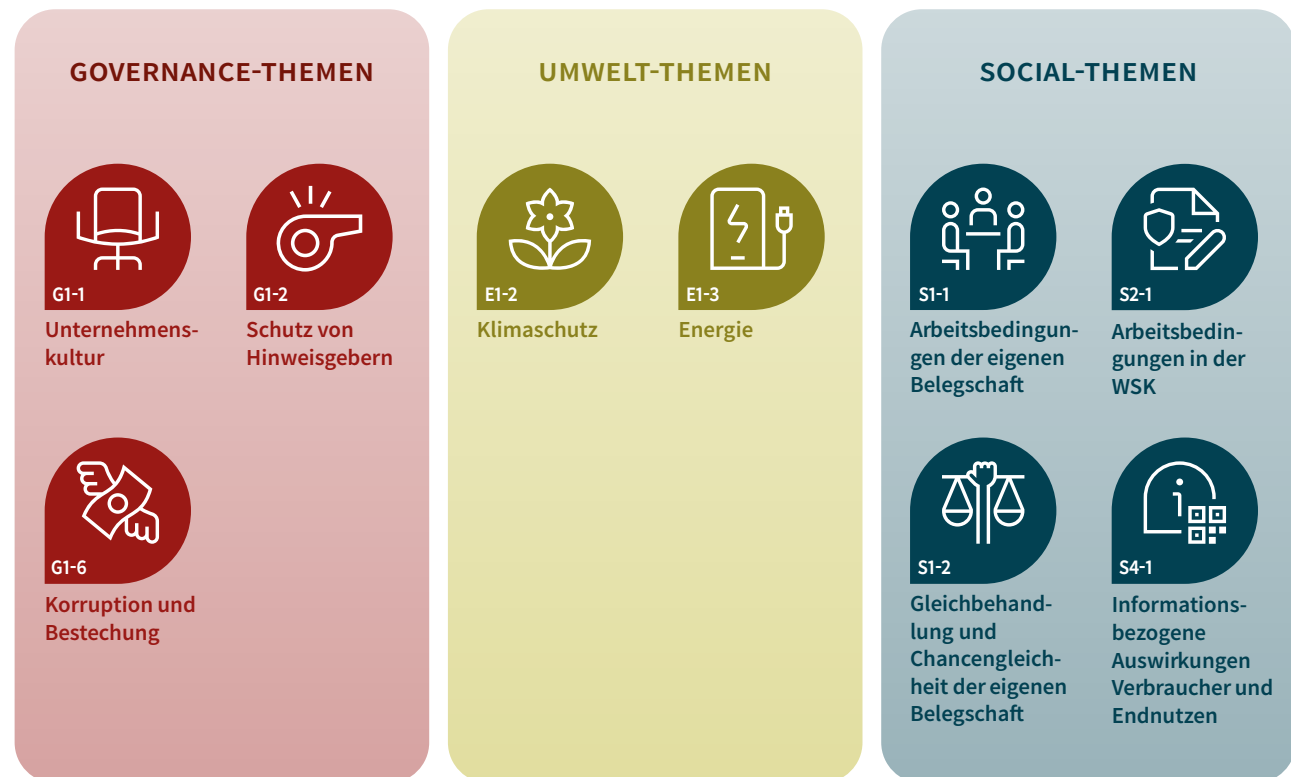 GOVERNANCE-THEMEN
G1-1
Unternehmens-
kultur
G1-2
Schutz von
Hinweisgebern
G1-6
Korruption und
Bestechung
UMWELT-THEMEN
E1-2
Klimaschutz
E1-3
Energie
SOCIAL-THEMEN
S1-1
Arbeitsbedingun-
gen der eigenen
Belegschaft
S2-1
Arbeitsbedin-
gungen in der
WSK
S1-2
Gleichbehand-
lung und
Chancengleich-
heit der eigenen
Belegschaft
S4-1
Informations-
bezogene
Auswirkungen
Verbraucher und
Endnutzen